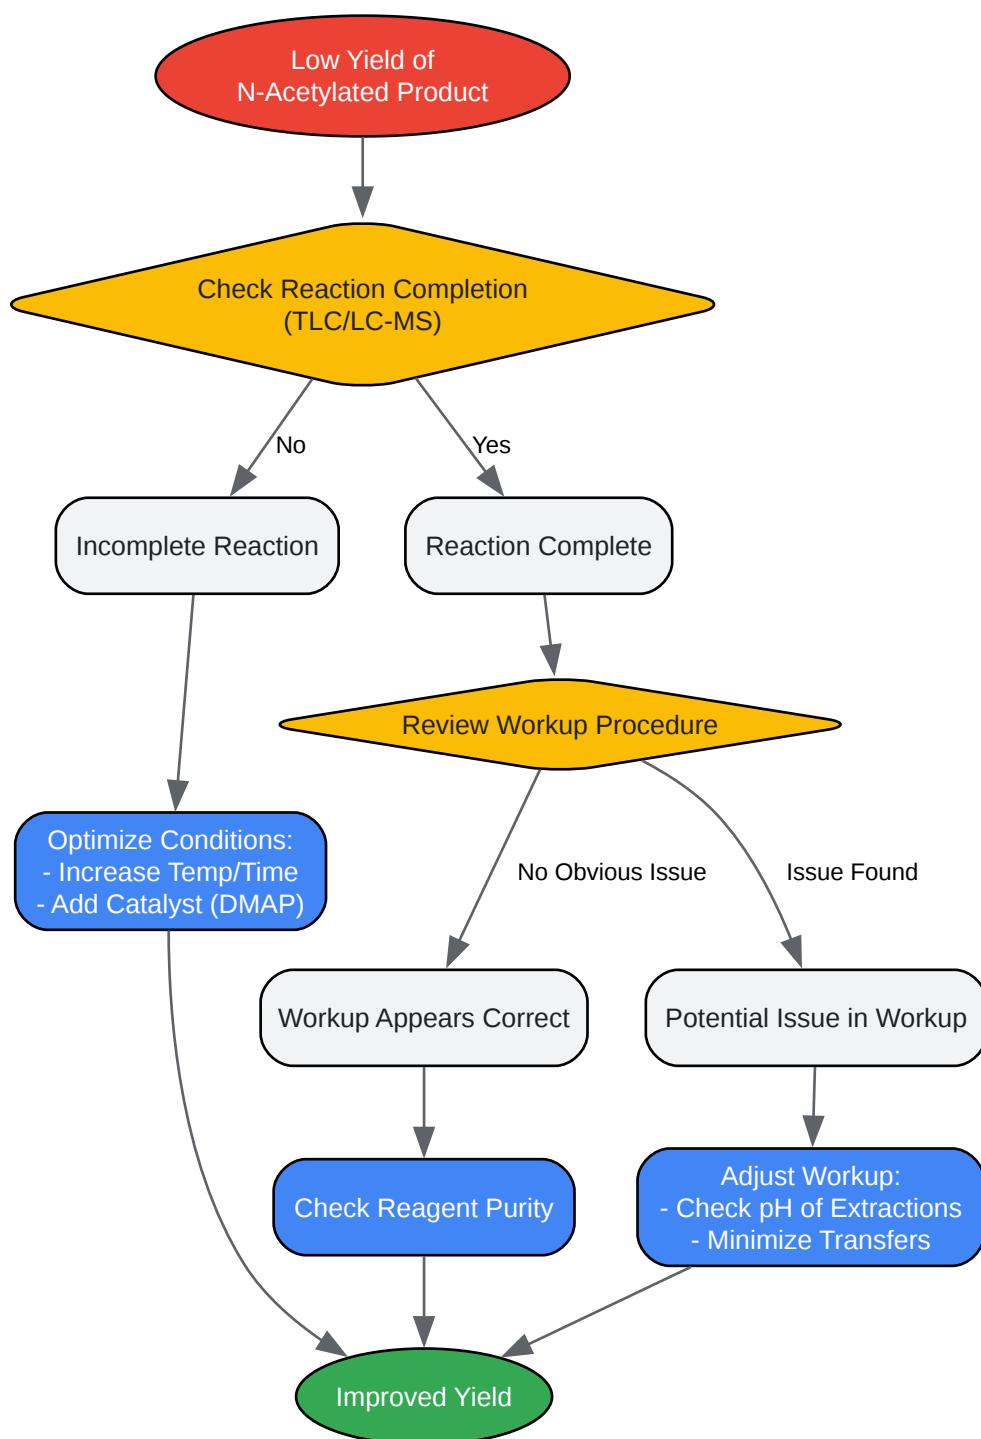 Low Yield of
N-Acetylated Product
Check Reaction Completion
(TLC/LC-MS)
No
Yes
Incomplete Reaction
Reaction Complete
Review Workup Procedure
Optimize Conditions:
- Increase Temp/Time
- Add Catalyst (DMAP)
No Obvious Issue
Issue Found
Workup Appears Correct
Potential Issue in Workup
Check Reagent Purity
Adjust Workup:
- Check pH of Extractions
- Minimize Transfers
Improved Yield